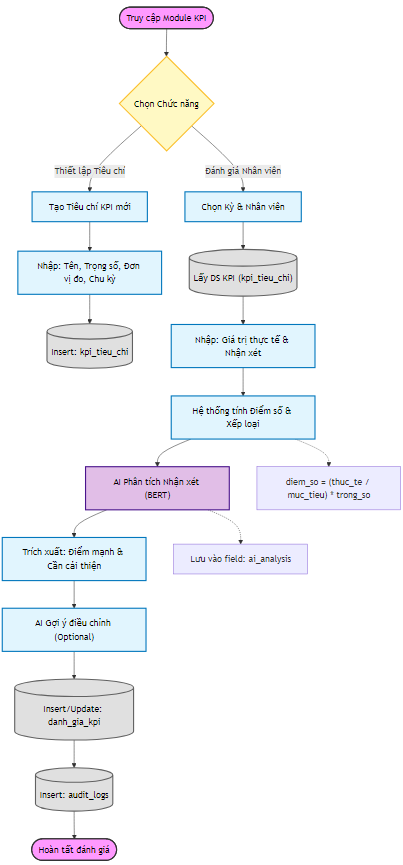 Truy cập Module KPI
Chọn Chức năng
Thiết lập Tiêu chí
Đánh giá Nhân viên
Tạo Tiêu chí KPI mới
Chọn Kỳ & Nhân viên
Nhập: Tên, Trọng số, Đơn
vị đo, Chu kỳ
Lấy DS KPI (kpi_tieu_chi)
Insert: kpi_tieu_chi
Nhập: Giá trị thực tế &
Nhận xét
Hệ thống tính Điểm số &
Xếp loại
AI Phân tích Nhận xét
(BERT)
diem_so = (thuc_te /
muc_tieu) * trong_so
Trích xuất: Điểm mạnh &
Cần cải thiện
Lưu vào field: ai_analysis
AI Gợi ý điều chỉnh
(Optional)
Insert/Update:
danh_gia_kpi
Insert: audit_logs
Hoàn tất đánh giá